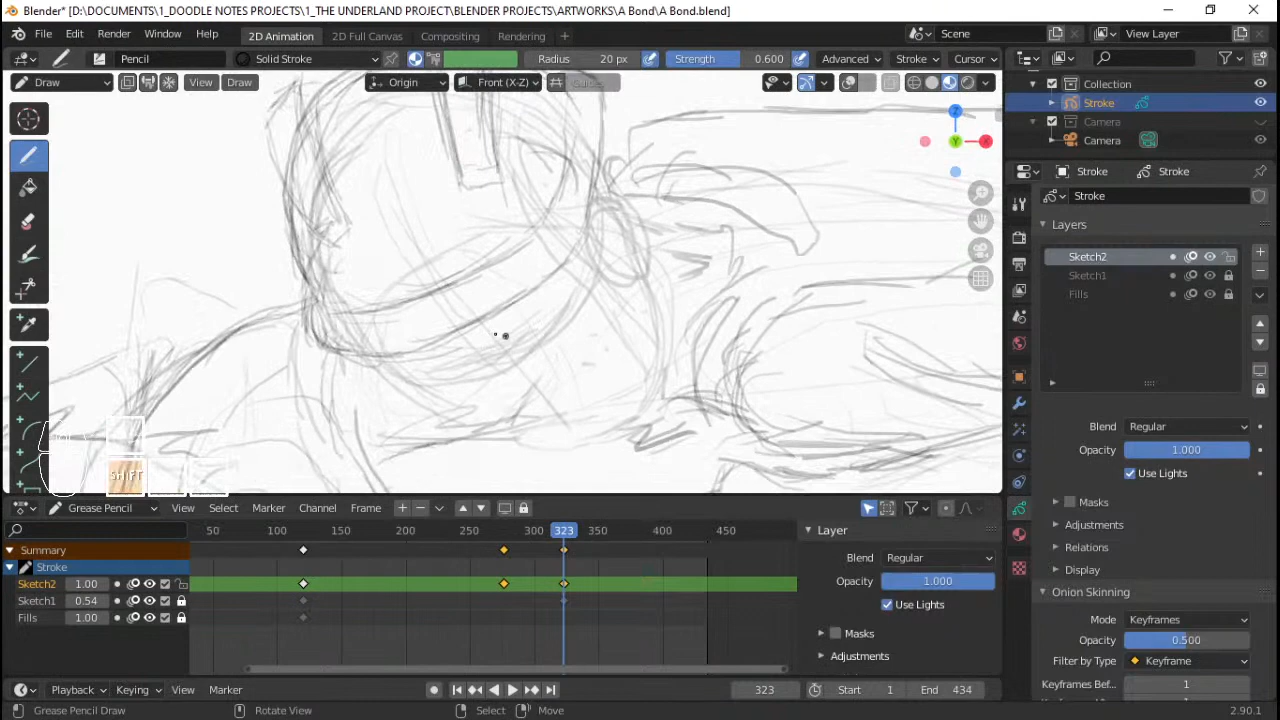 Blender* [D:\DOCUMENTS\1_DOODLE NOTES PROJECTS\1_THE UNDERLAND PROJECT\BLENDER PROJECTS\ARTWORKS\A Bond\A Bond.blend]
File Edit Render Window Help 2D Animation 2D Full Canvas Compositing Rendering Scene View Layer
Pencil Solid Stroke Radius 20 px Strength 0.600 Advanced Stroke Cursor
Draw View Draw Origin Front (X-Z) Guides
Collection
Stroke
Camera
Camera
Stroke Stroke
Stroke
Layers
Sketch2
Sketch1
Fills
Blend Regular
Opacity 1.000
Use Lights
Masks
Adjustments
Relations
Display
Onion Skinning
Mode Keyframes
Opacity 0.500
Filter by Type Keyframe
Keyframes Bef... 1
Z
X
Y
SHIFT
Grease Pencil View Select Marker Channel Frame
50 100 150 200 250 300 323 350 400 450
Summary
Stroke
Sketch2 1.00
Sketch1 0.54
Fills 1.00
Layer
Blend Regular
Opacity 1.000
Use Lights
Masks
Adjustments
Playback Keying View Marker 323 Start 1 End 434
Grease Pencil Draw Rotate View Select Move 2.90.1